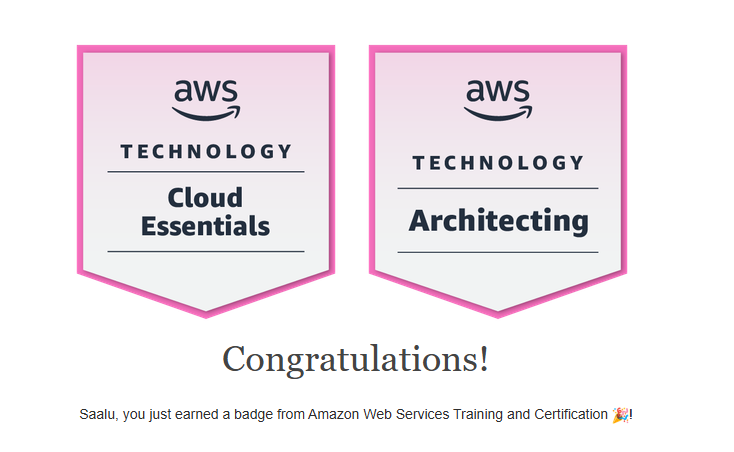 aws
TECHNOLOGY
Cloud
Essentials
aws
TECHNOLOGY
Architecting
Congratulations!
Saalu, you just earned a badge from Amazon Web Services Training and Certification 🎉!